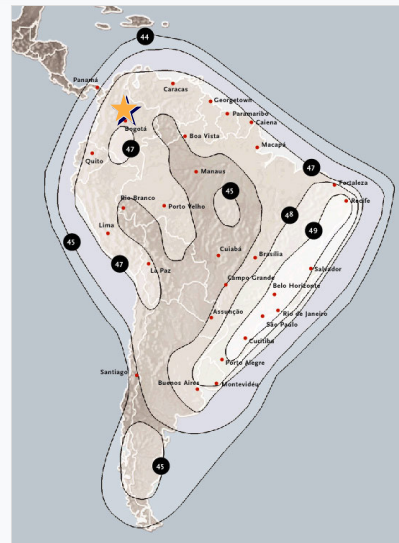 44
Panamá
Caracas
Georgetown
Paramaribo
Caiena
Bogotá
Boa Vista
47
Macapá
Quito
47
Manaus
Fortaleza
45
Recife
Rio Branco
Porto Velho
48
49
Lima
45
Cuiabá
Brasília
47
La Paz
Salvador
Campo Grande
Belo Horizonte
Assunção
Rio de Janeiro
São Paulo
Cutitba
Porto Alegre
Santiago
Buenos Aires
Montevidéu
45